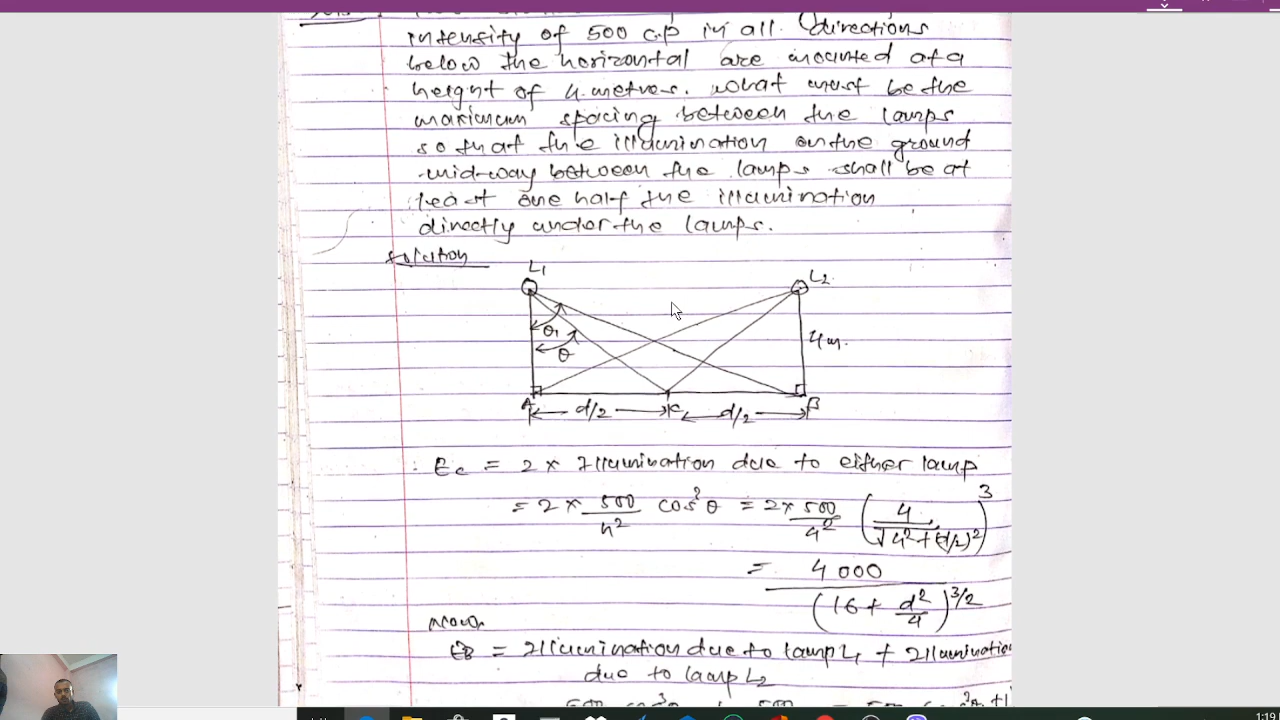 intensity of 500 c.p in all directions
below the horizontal are mounted at a
height of 4 metres. what must be the
maximum spacing between the lamps
so that the illumination on the ground
mid-way between the lamps shall be at
least one half the illumination
directly under the lamps.
solution
L1
L2
θ1
θ
4m.
A d/2 C d/2 B
∴ Ec = 2 × Illumination due to either lamp
= 2 × 500/h² cos³θ = 2 × 500/4² (4/√4²+(d/2)²)³
= 4000/(16 + d²/4)^3/2
Now
EB = Illumination due to lamp L1 + Illumination
due to lamp L2
1:19